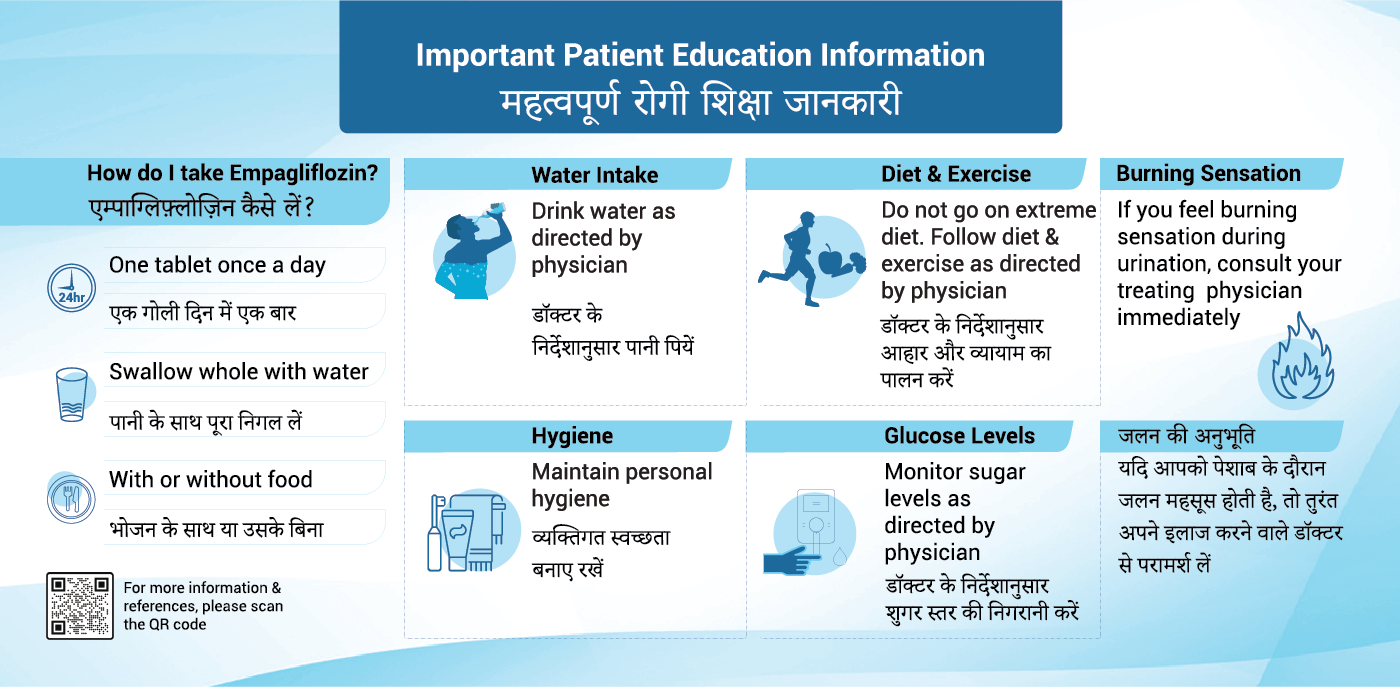 Important Patient Education Information
महत्वपूर्ण रोगी शिक्षा जानकारी
How do I take Empagliflozin?
एम्पाग्लिफ़्लोज़िन कैसे लें?
24hr
One tablet once a day
एक गोली दिन में एक बार
Swallow whole with water
पानी के साथ पूरा निगल लें
With or without food
भोजन के साथ या उसके बिना
For more information &
references, please scan
the QR code
Water Intake
Drink water as
directed by
physician
डॉक्टर के
निर्देशानुसार पानी पियें
Diet & Exercise
Do not go on extreme
diet. Follow diet &
exercise as directed
by physician
डॉक्टर के निर्देशानुसार
आहार और व्यायाम का
पालन करें
Burning Sensation
If you feel burning
sensation during
urination, consult your
treating physician
immediately
Hygiene
Maintain personal
hygiene
व्यक्तिगत स्वच्छता
बनाए रखें
Glucose Levels
Monitor sugar
levels as
directed by
physician
डॉक्टर के निर्देशानुसार
शुगर स्तर की निगरानी करें
जलन की अनुभूति
यदि आपको पेशाब के दौरान
जलन महसूस होती है, तो तुरंत
अपने इलाज करने वाले डॉक्टर
से परामर्श लें